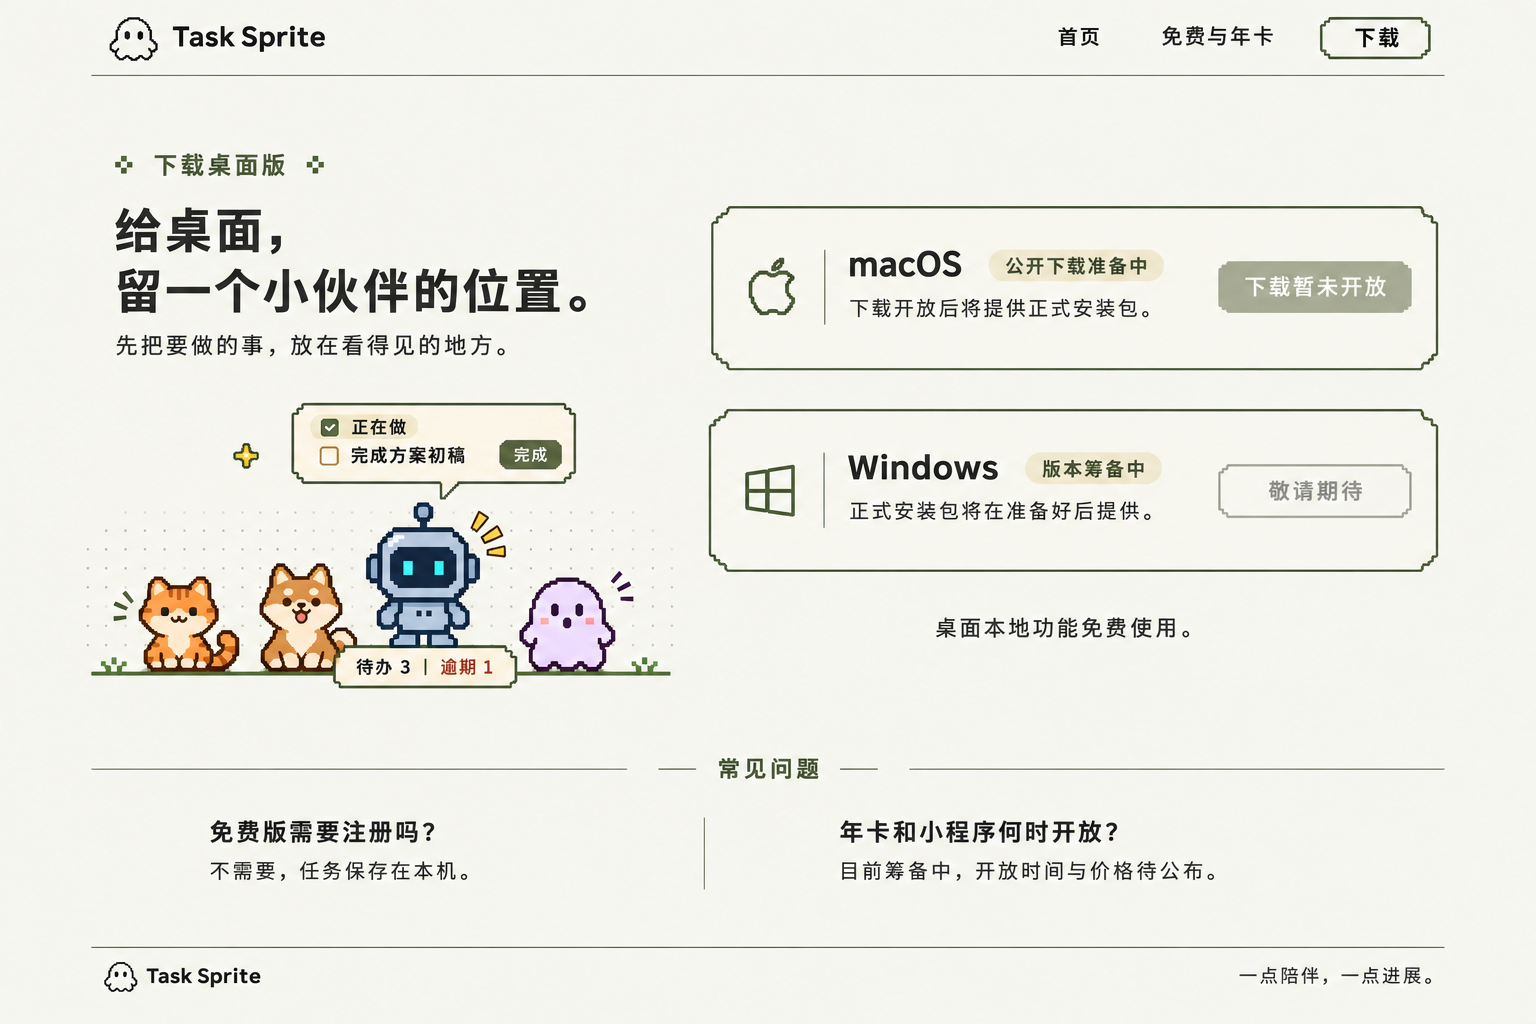 Task Sprite
首页
免费与年卡
下载
下载桌面版
给桌面，
留一个小伙伴的位置。
先把要做的事，放在看得见的地方。
正在做
完成方案初稿
完成
待办 3 | 逾期 1
macOS
公开下载准备中
下载开放后将提供正式安装包。
下载暂未开放
Windows
版本筹备中
正式安装包将在准备好后提供。
敬请期待
桌面本地功能免费使用。
常见问题
免费版需要注册吗？
不需要，任务保存在本机。
年卡和小程序何时开放？
目前筹备中，开放时间与价格待公布。
Task Sprite
一点陪伴，一点进展。